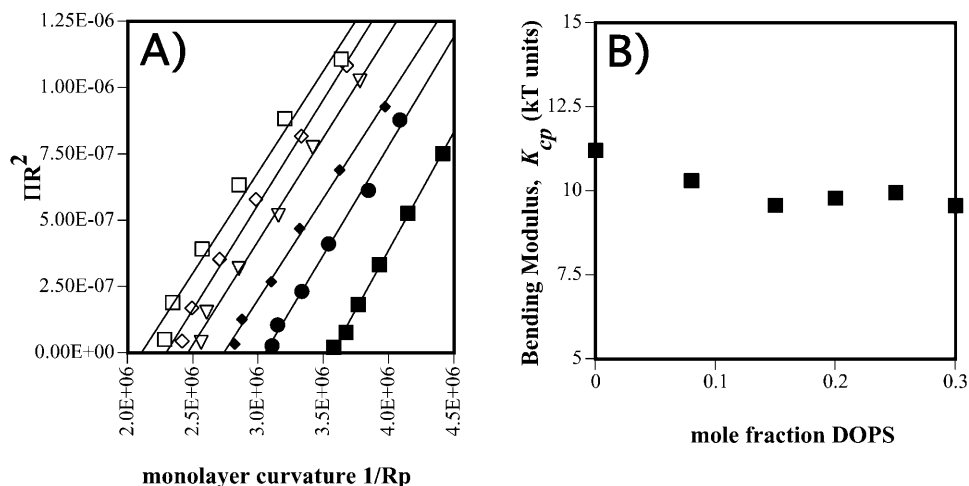 A)
1.25E-06
1.00E-06
7.50E-07
5.00E-07
2.50E-07
0.00E+00
ΠR²
2.0E+06
2.5E+06
3.0E+06
3.5E+06
4.0E+06
4.5E+06
monolayer curvature 1/Rp
B)
15
12.5
10
7.5
5
Bending Modulus, Kcp (kT units)
0
0.1
0.2
0.3
mole fraction DOPS